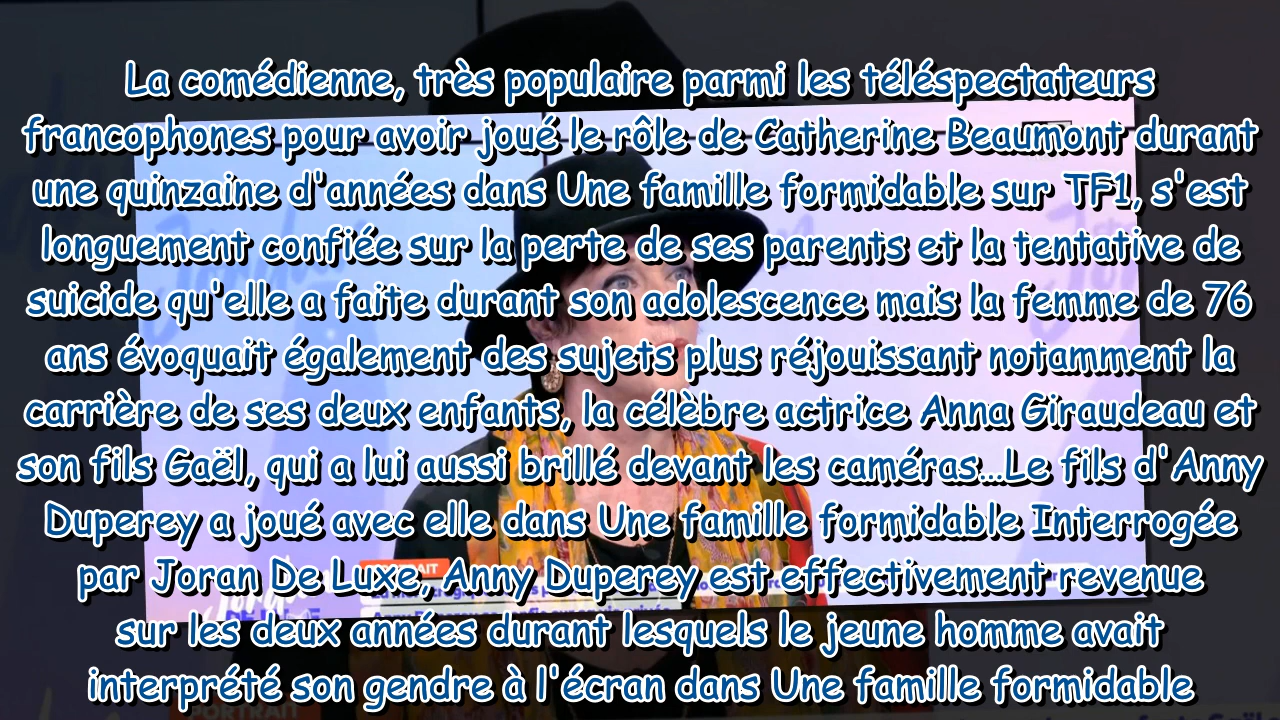 La comédienne, très populaire parmi les téléspectateurs
francophones pour avoir joué le rôle de Catherine Beaumont durant
une quinzaine d'années dans Une famille formidable sur TF1, s'est
longuement confiée sur la perte de ses parents et la tentative de
suicide qu'elle a faite durant son adolescence mais la femme de 76
ans évoquait également des sujets plus réjouissant notamment la
carrière de ses deux enfants, la célèbre actrice Anna Giraudeau et
son fils Gaël, qui a lui aussi brillé devant les caméras...Le fils d'Anny
Duperey a joué avec elle dans Une famille formidable Interrogée
par Joran De Luxe, Anny Duperey est effectivement revenue
sur les deux années durant lesquels le jeune homme avait
interprété son gendre à l'écran dans Une famille formidable
PORTRAIT